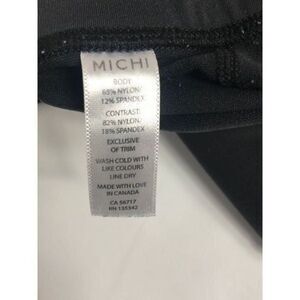 MICHI
BODY
65% NYLON/
12% SPANDEX
CONTRAST:
82% NYLON/
18% SPANDEX
EXCLUSIVE
OF TRIM
WASH COLD WITH
LIKE COLOURS
LINE DRY
MADE WITH LOVE
IN CANADA
CA 56717
RN 135342